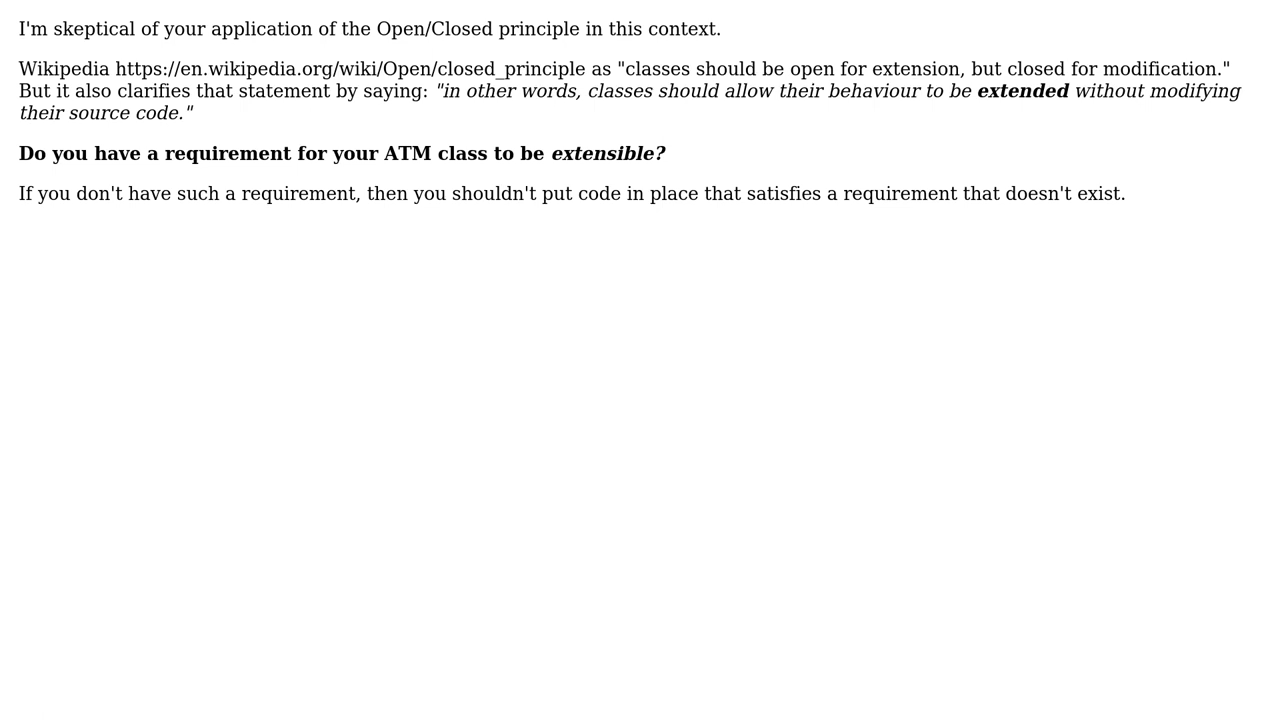 I'm skeptical of your application of the Open/Closed principle in this context.
Wikipedia https://en.wikipedia.org/wiki/Open/closed_principle as "classes should be open for extension, but closed for modification."
But it also clarifies that statement by saying: "in other words, classes should allow their behaviour to be extended without modifying
their source code."
Do you have a requirement for your ATM class to be extensible?
If you don't have such a requirement, then you shouldn't put code in place that satisfies a requirement that doesn't exist.